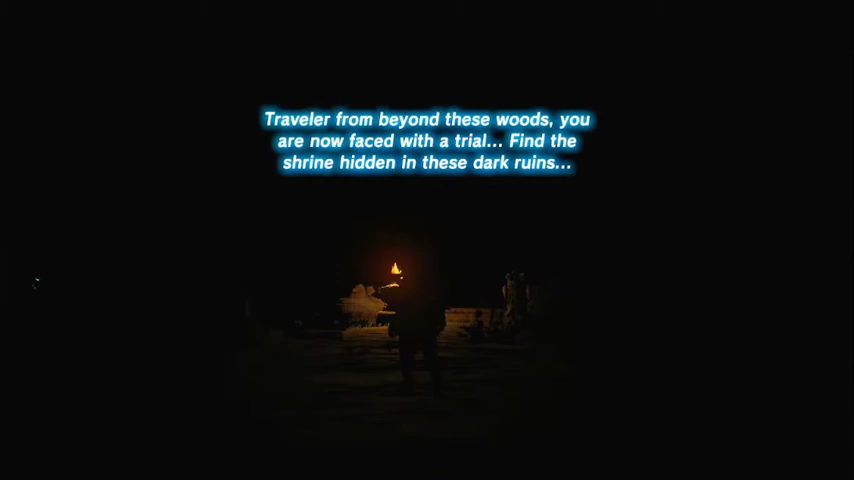 Traveler from beyond these woods, you
are now faced with a trial... Find the
shrine hidden in these dark ruins...